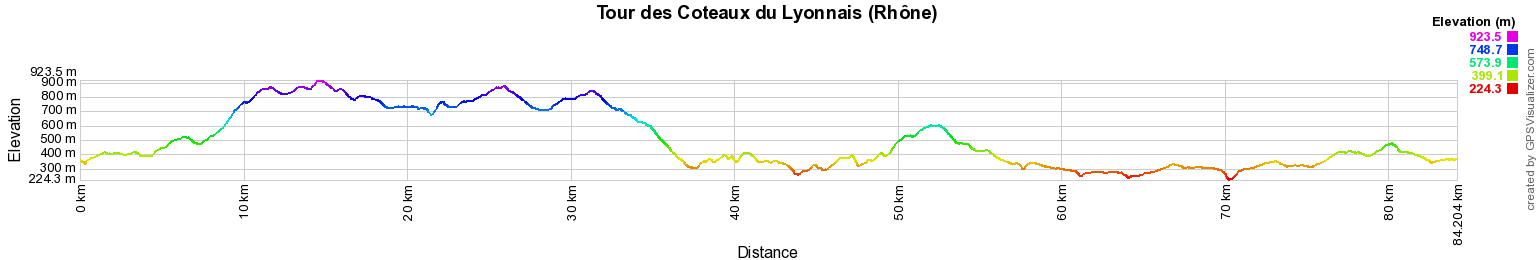 Tour des Coteaux du Lyonnais (Rhône)
Elevation (m)
923.5
748.7
573.9
399.1
224.3
923.5 m
900 m
800 m
700 m
600 m
500 m
400 m
300 m
224.3 m
Elevation
0 km
10 km
20 km
30 km
40 km
50 km
60 km
70 km
80 km
84.204 km
Distance
created by GPSVisualizer.com